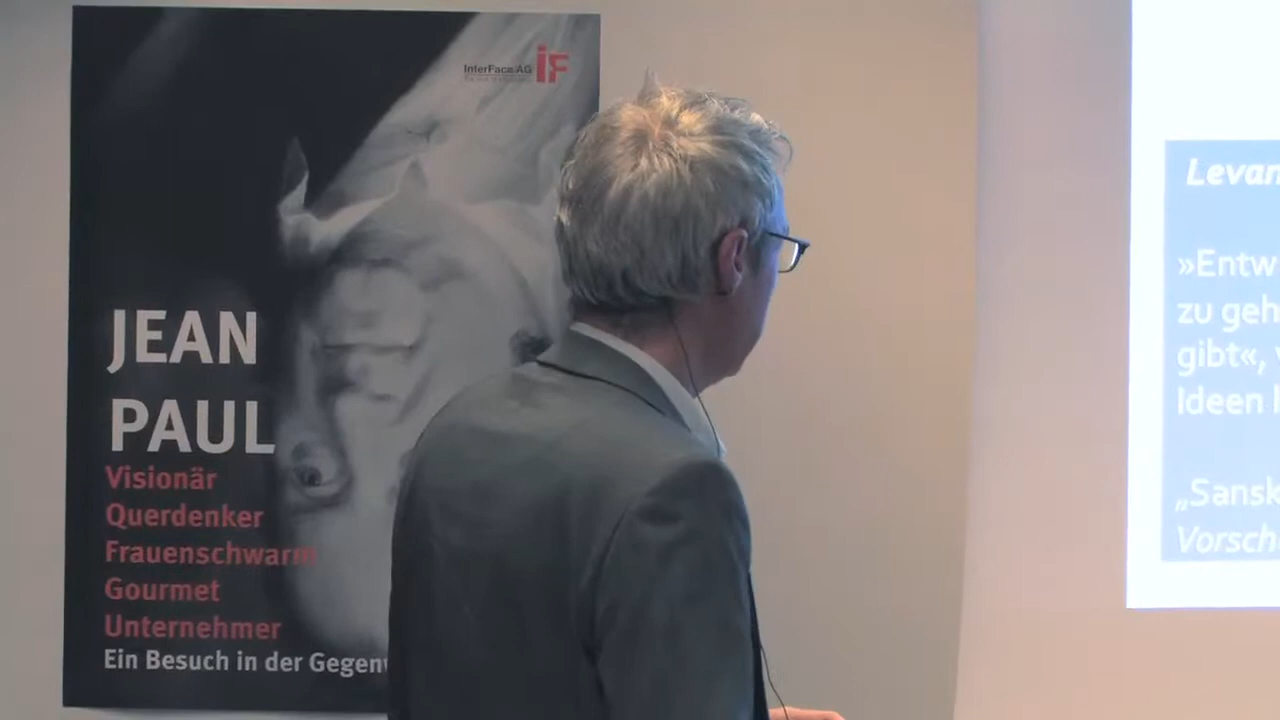 InterFace AG iF
JEAN
PAUL
Visionär
Querdenker
Frauenschwarm
Gourmet
Unternehmer
Ein Besuch in der
Levan
»Entw
zu geh
gibt«,
Ideen
„Sansk
Vorsch